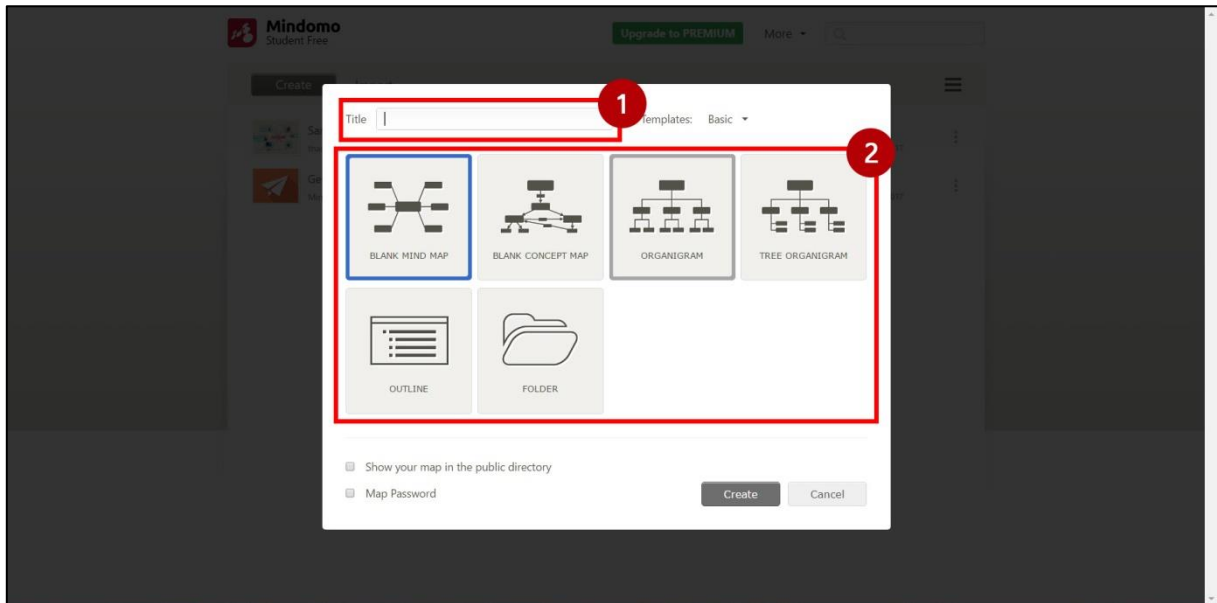 Mindomo
Student Free
Upgrade to PREMIUM
More
Create
1
Title
Templates: Basic
2
BLANK MIND MAP
BLANK CONCEPT MAP
ORGANIGRAM
TREE ORGANIGRAM
OUTLINE
FOLDER
Show your map in the public directory
Map Password
Create
Cancel